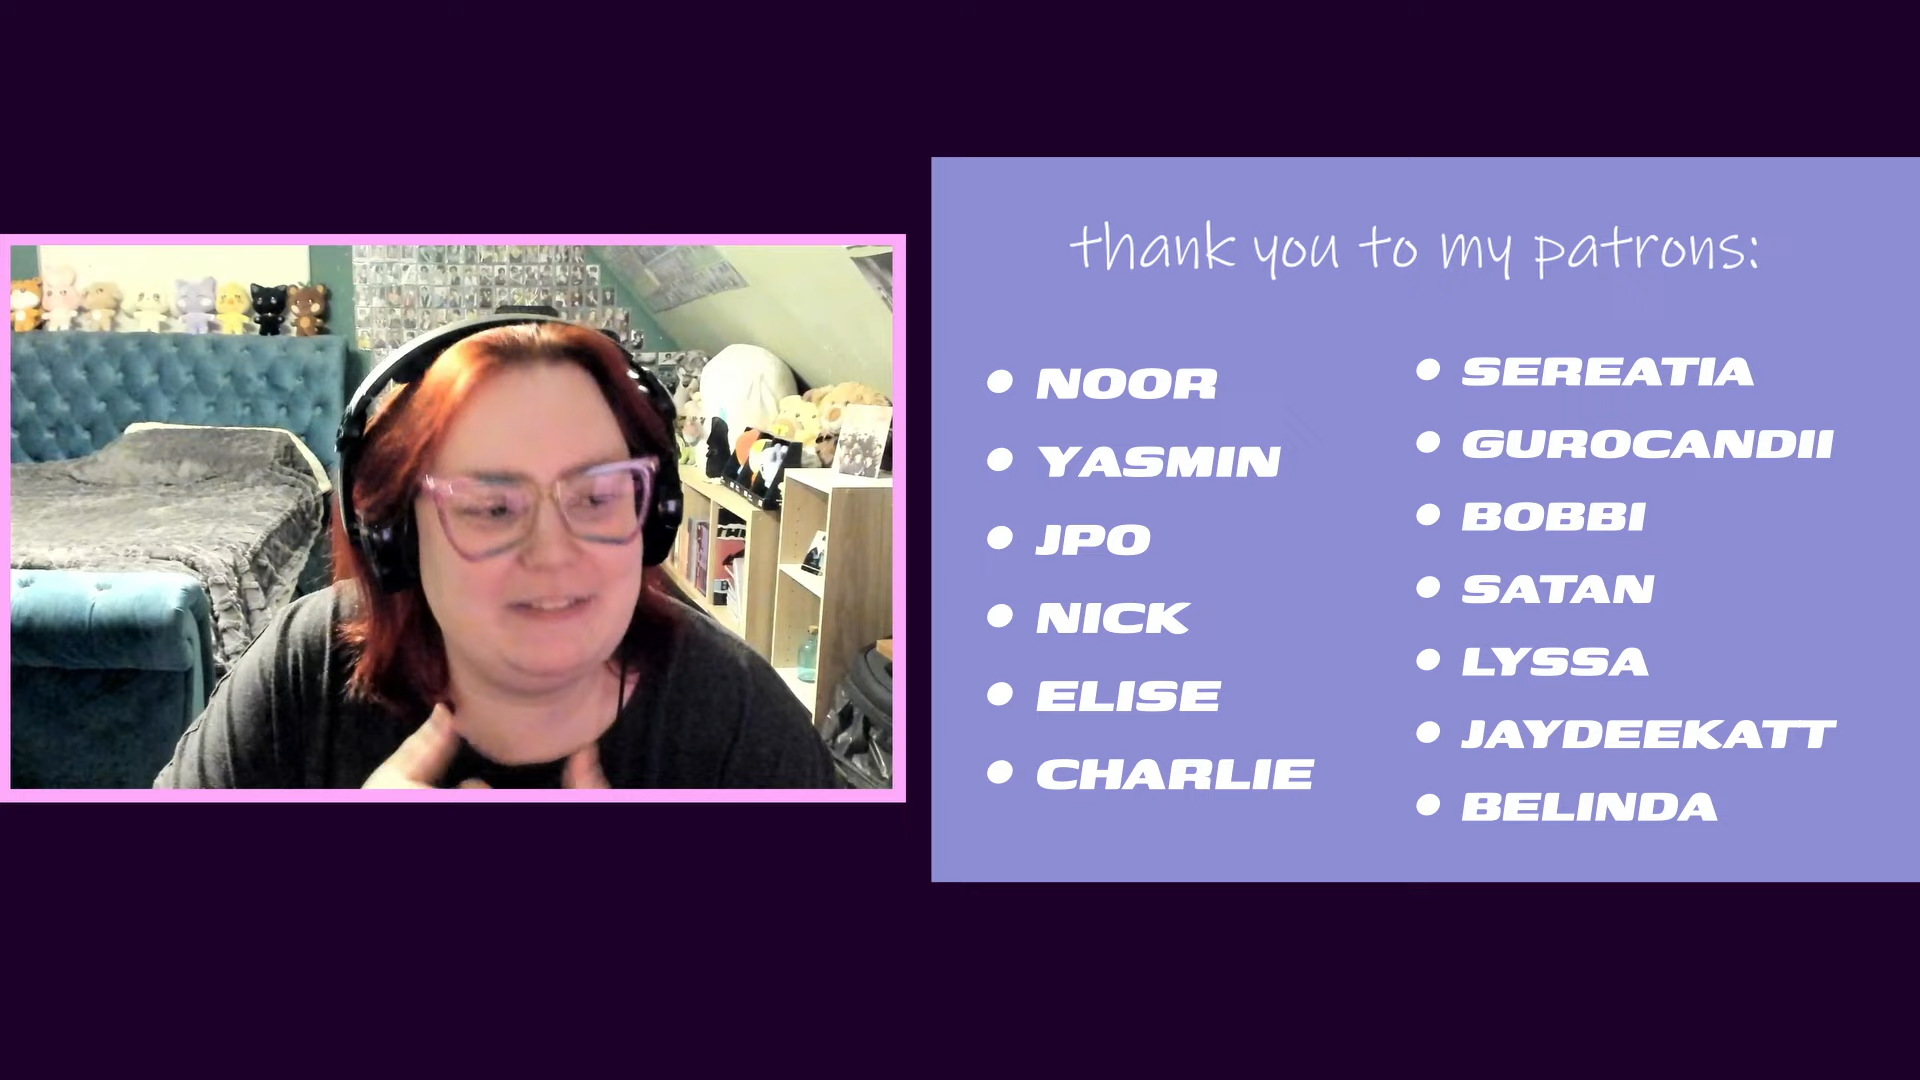 thank you to my patrons:
NOOR
YASMIN
JPO
NICK
ELISE
CHARLIE
SEREATIA
GUROCANDII
BOBBI
SATAN
LYSSA
JAYDEEKATT
BELINDA